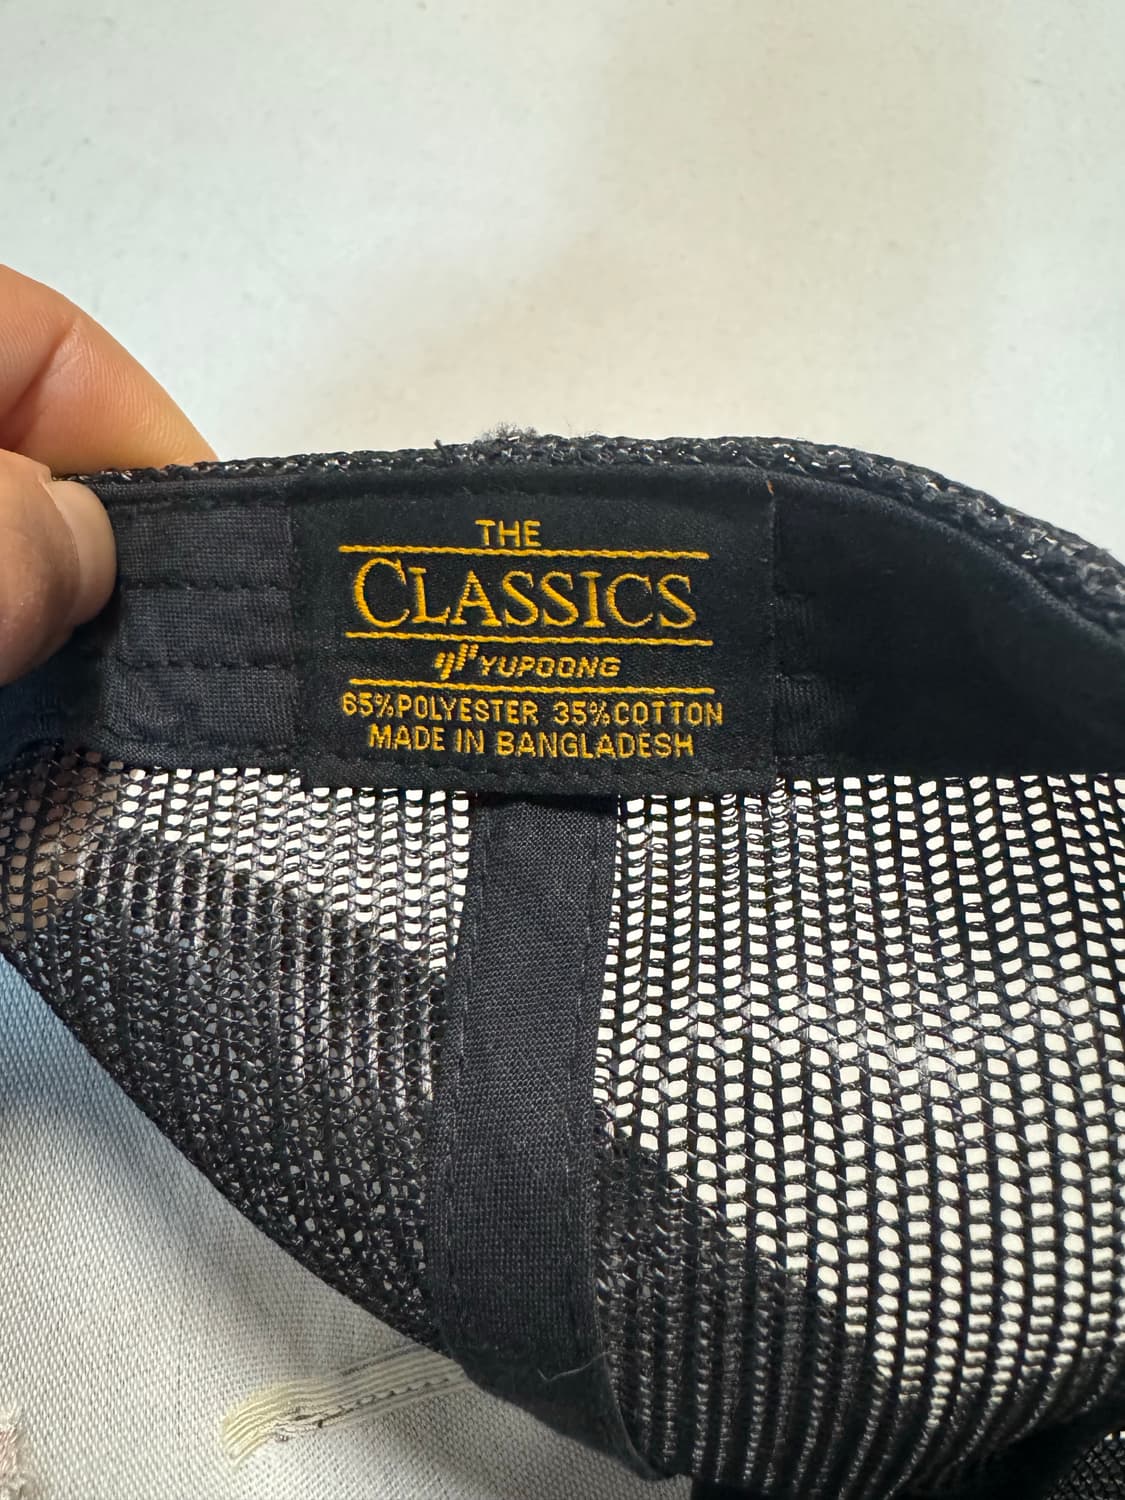 THE
CLASSICS
YUPOONG
65%POLYESTER 35%COTTON
MADE IN BANGLADESH